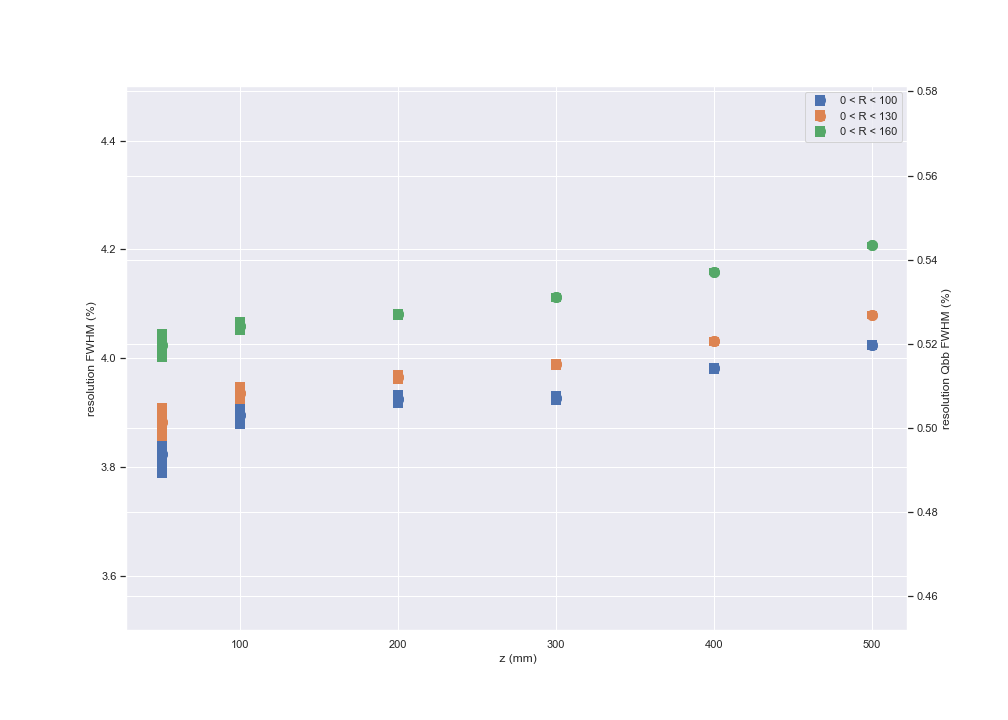 0 < R < 100
0 < R < 130
0 < R < 160
4.4
4.2
4.0
3.8
3.6
resolution FWHM (%)
0.58
0.56
0.54
0.52
0.50
0.48
0.46
resolution Qbb FWHM (%)
100 200 300 400 500
z (mm)